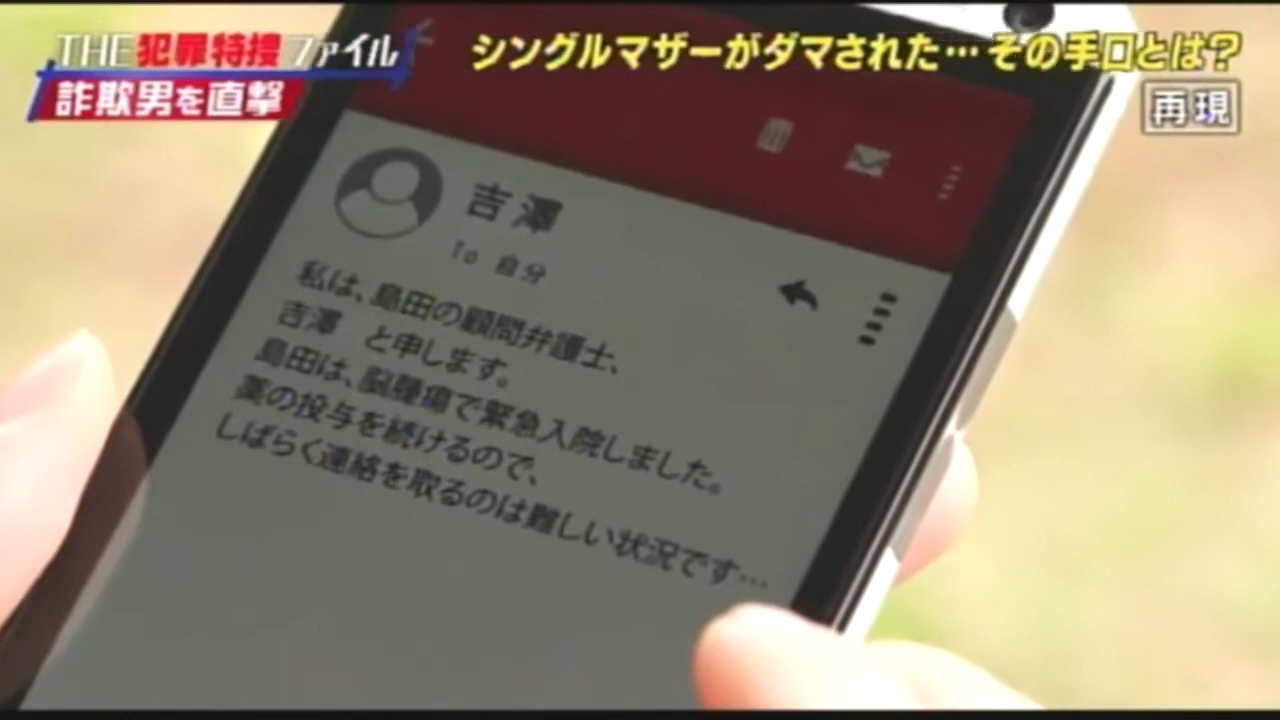 THE犯罪特捜ファイル
詐欺男を直撃
シングルマザーがダマされた…その手口とは?
再現
吉澤
To 自分
私は、島田の顧問弁護士、
吉澤 と申します。
島田は、脳腫瘍で緊急入院しました。
薬の投与を続けるので、
しばらく連絡を取るのは難しい状況です…